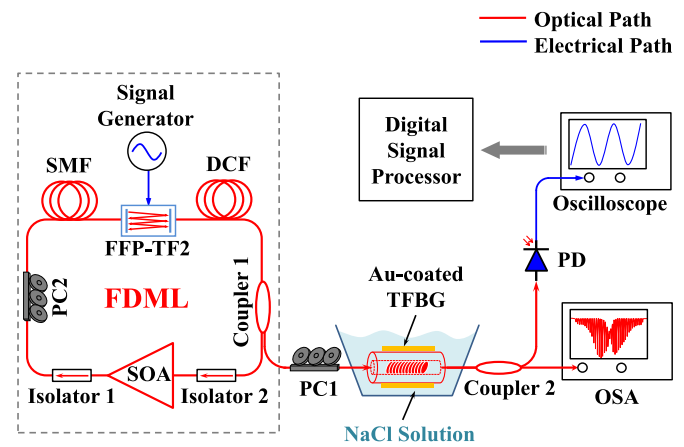 Optical Path
Electrical Path
Signal
Generator
SMF
DCF
FFP-TF2
PC2
FDML
Coupler 1
Isolator 1
SOA
Isolator 2
Digital
Signal
Processor
Oscilloscope
PD
Au-coated
TFBG
PC1
Coupler 2
OSA
NaCl Solution